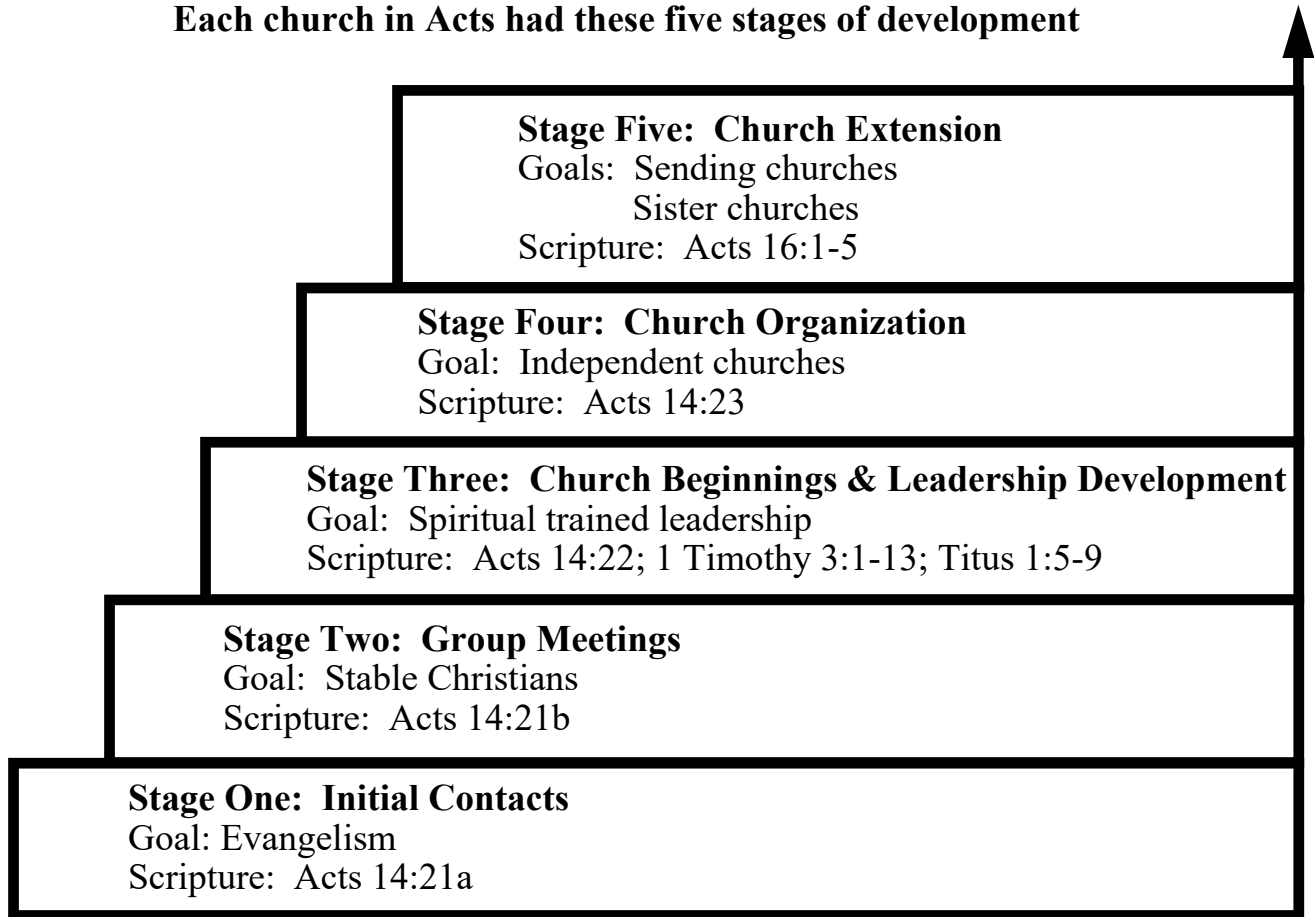 Each church in Acts had these five stages of development
Stage Five: Church Extension
Goals: Sending churches
Sister churches
Scripture: Acts 16:1-5
Stage Four: Church Organization
Goal: Independent churches
Scripture: Acts 14:23
Stage Three: Church Beginnings & Leadership Development
Goal: Spiritual trained leadership
Scripture: Acts 14:22; 1 Timothy 3:1-13; Titus 1:5-9
Stage Two: Group Meetings
Goal: Stable Christians
Scripture: Acts 14:21b
Stage One: Initial Contacts
Goal: Evangelism
Scripture: Acts 14:21a